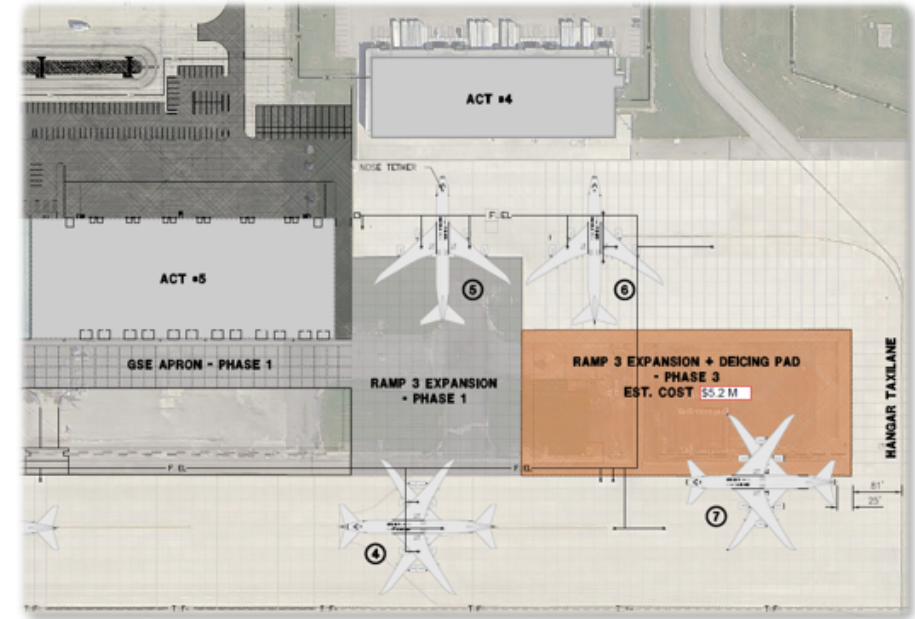 ACT #4
NOSE TETHER
F EL
ACT #5
5
6
GSE APRON - PHASE 1
RAMP 3 EXPANSION
- PHASE 1
RAMP 3 EXPANSION + DEICING PAD
- PHASE 3
EST. COST $5.2 M
HANGAR TAXILANE
F EL
F EL
81'
25'
7
4